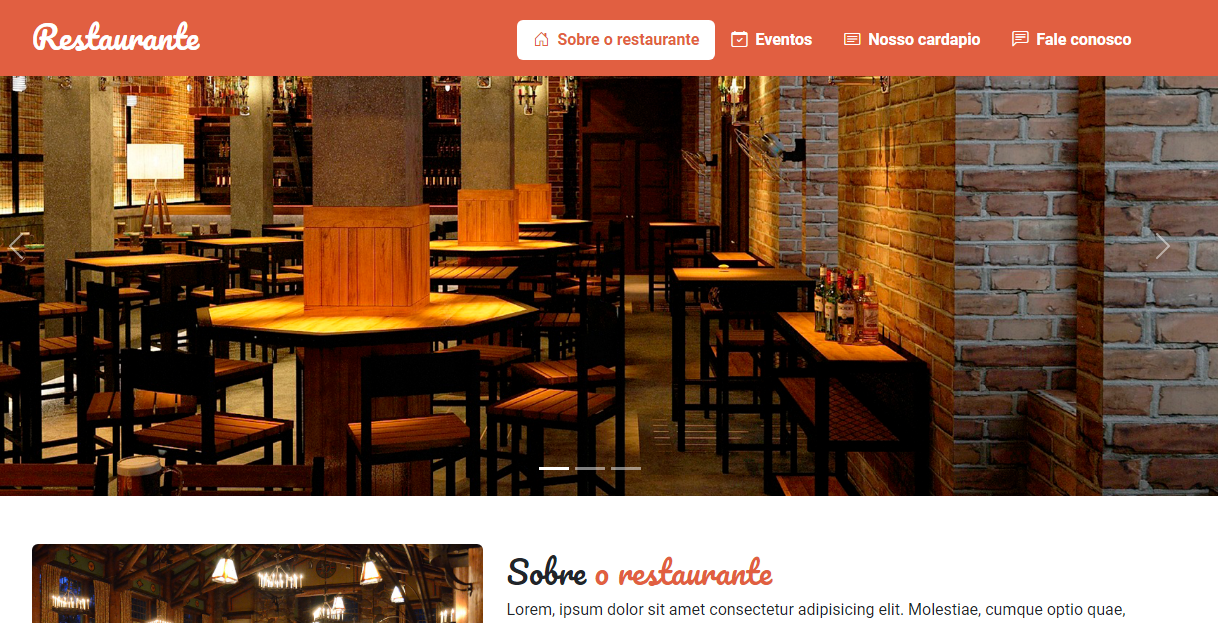 Restaurante
Sobre o restaurante
Eventos
Nosso cardapio
Fale conosco
Sobre o restaurante
Lorem, ipsum dolor sit amet consectetur adipisicing elit. Molestiae, cumque optio quae,